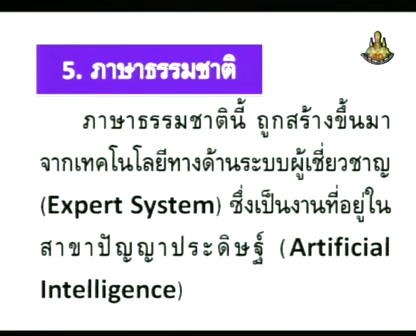 5. ภาษาธรรมชาติ
ภาษาธรรมชาตินี้ ถูกสร้างขึ้นมา
จากเทคโนโลยีทางด้านระบบผู้เชี่ยวชาญ
(Expert System) ซึ่งเป็นงานที่อยู่ใน
สาขาปัญญาประดิษฐ์ (Artificial
Intelligence)